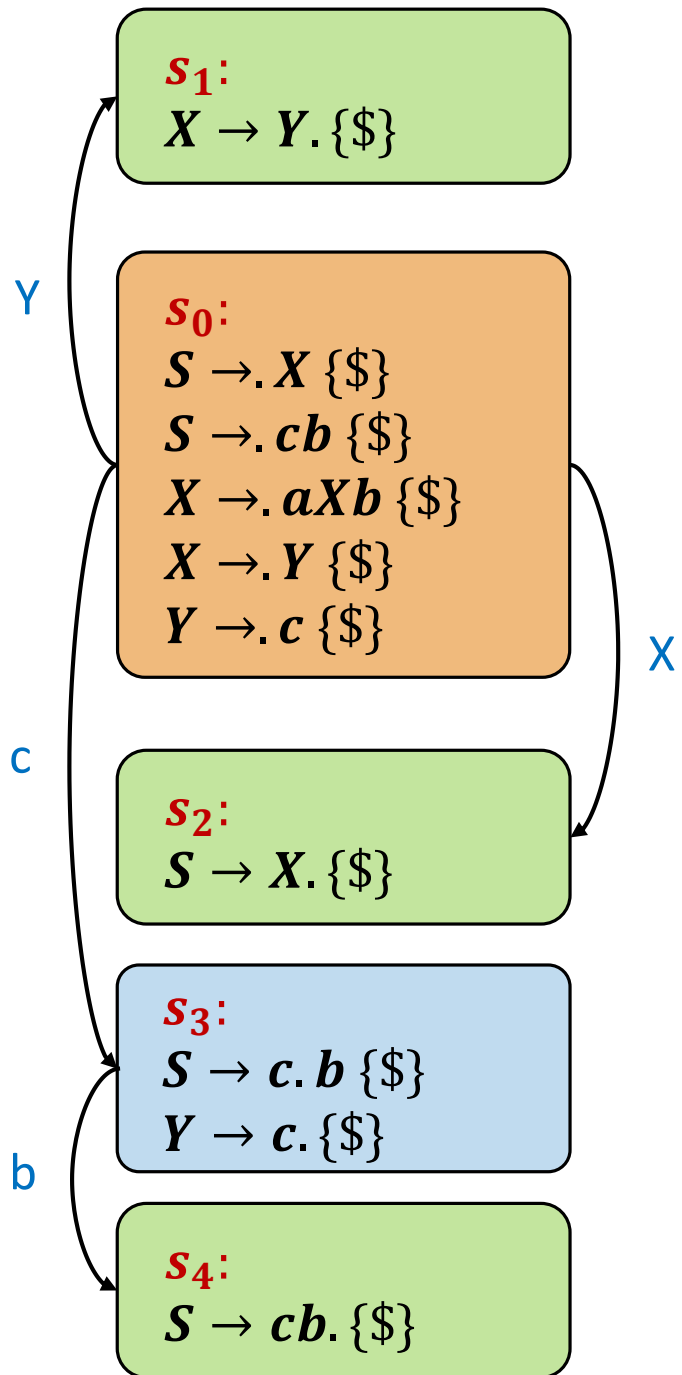 s₁:
X → Y. {$}
Y
s₀:
S →. X {$}
S →. cb {$}
X →. aXb {$}
X →. Y {$}
Y →. c {$}
X
c
s₂:
S → X. {$}
s₃:
S → c. b {$}
Y → c. {$}
b
s₄:
S → cb. {$}